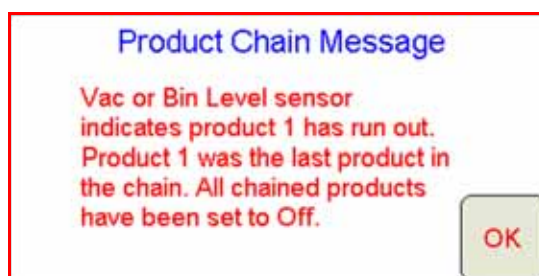 Product Chain Message
Vac or Bin Level sensor
indicates product 1 has run out.
Product 1 was the last product in
the chain. All chained products
have been set to Off.
OK